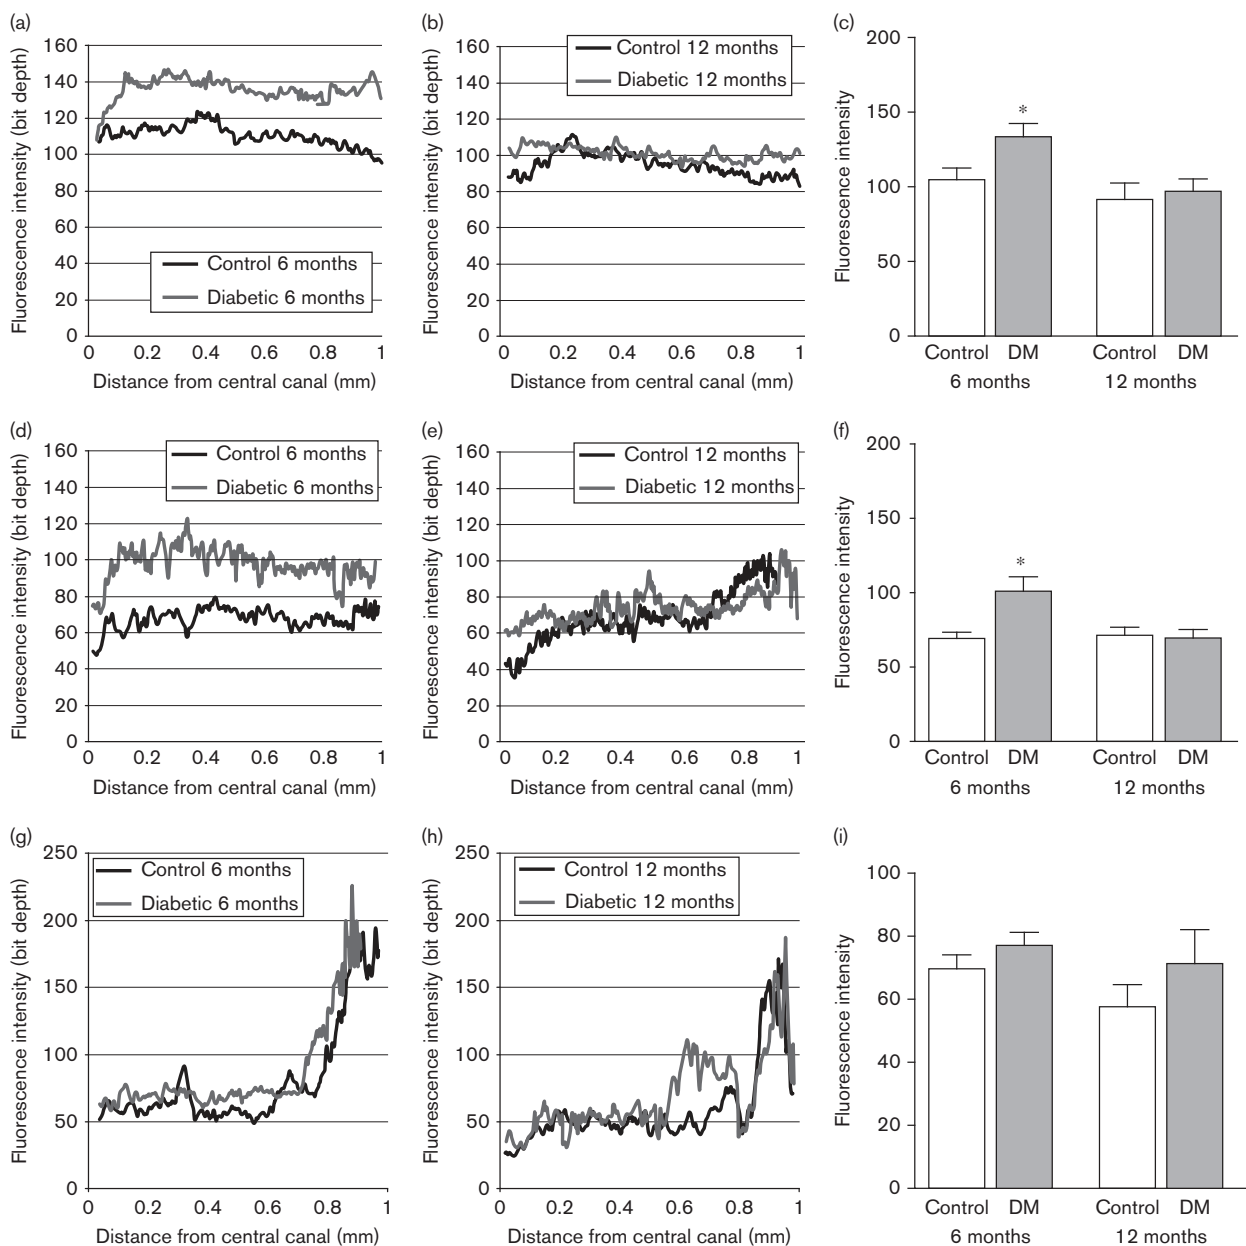 (a)
Fluorescence intensity (bit depth)
160
140
120
100
80
60
40
20
0
Control 6 months
Diabetic 6 months
0 0.2 0.4 0.6 0.8 1
Distance from central canal (mm)
(b)
Fluorescence intensity (bit depth)
160
140
120
100
80
60
40
20
0
Control 12 months
Diabetic 12 months
0 0.2 0.4 0.6 0.8 1
Distance from central canal (mm)
(c)
Fluorescence intensity
200
150
100
50
0
*
Control DM Control DM
6 months 12 months
(d)
Fluorescence intensity (bit depth)
160
140
120
100
80
60
40
20
0
Control 6 months
Diabetic 6 months
0 0.2 0.4 0.6 0.8 1
Distance from central canal (mm)
(e)
Fluorescence intensity (bit depth)
160
140
120
100
80
60
40
20
0
Control 12 months
Diabetic 12 months
0 0.2 0.4 0.6 0.8 1
Distance from central canal (mm)
(f)
Fluorescence intensity
200
150
100
50
0
*
Control DM Control DM
6 months 12 months
(g)
Fluorescence intensity (bit depth)
250
200
150
100
50
0
Control 6 months
Diabetic 6 months
0 0.2 0.4 0.6 0.8 1
Distance from central canal (mm)
(h)
Fluorescence intensity (bit depth)
250
200
150
100
50
0
Control 12 months
Diabetic 12 months
0 0.2 0.4 0.6 0.8 1
Distance from central canal (mm)
(i)
Fluorescence intensity
100
80
60
40
20
0
Control DM Control DM
6 months 12 months